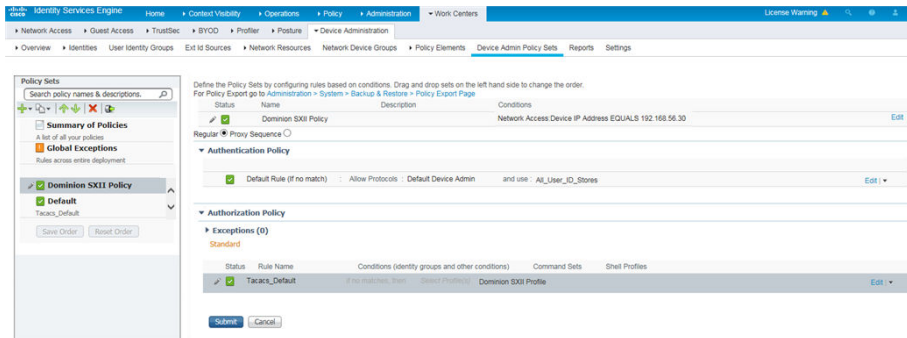 cisco Identity Services Engine Home Context Visibility Operations Policy Administration Work Centers License Warning
Network Access Guest Access TrustSec BYOD Profiler Posture Device Administration
Overview Identities User Identity Groups Ext Id Sources Network Resources Network Device Groups Policy Elements Device Admin Policy Sets Reports Settings
Policy Sets
Search policy names & descriptions.
Summary of Policies
A list of all your policies
Global Exceptions
Rules across entire deployment
Dominion SXII Policy
Default
Tacacs_Default
Save Order Reset Order
Define the Policy Sets by configuring rules based on conditions. Drag and drop sets on the left hand side to change the order.
For Policy Export go to Administration > System > Backup & Restore > Policy Export Page
Status Name Description Conditions
Dominion SXII Policy Network Access:Device IP Address EQUALS 192.168.56.30 Edit
Regular Proxy Sequence
Authentication Policy
Default Rule (If no match) : Allow Protocols : Default Device Admin and use : All_User_ID_Stores Edit |
Authorization Policy
Exceptions (0)
Standard
Status Rule Name Conditions (identity groups and other conditions) Command Sets Shell Profiles
Tacacs_Default if no matches, then Select Profile(s) Dominion SXII Profile Edit |
Submit Cancel